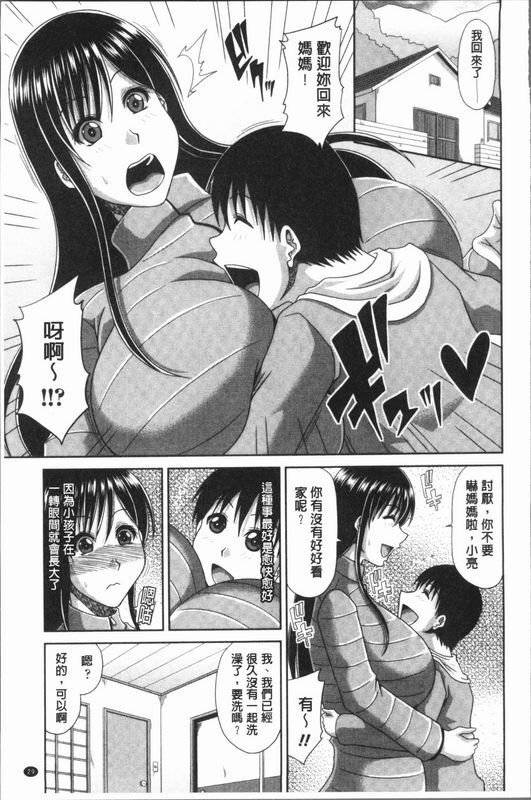 我回來了
歡迎妳回來
媽媽！
呀啊～
!!?
ギュッ
討厭，你不要
嚇媽媽啦，小亮
你有沒有好好看
家呢？
有～!!
這種事最好是愈快愈好
因為小孩子在
一轉眼間就會長大了
我、我們已經
很久沒有一起洗
澡了，要洗嗎？
嗯？
好的，可以啊
29